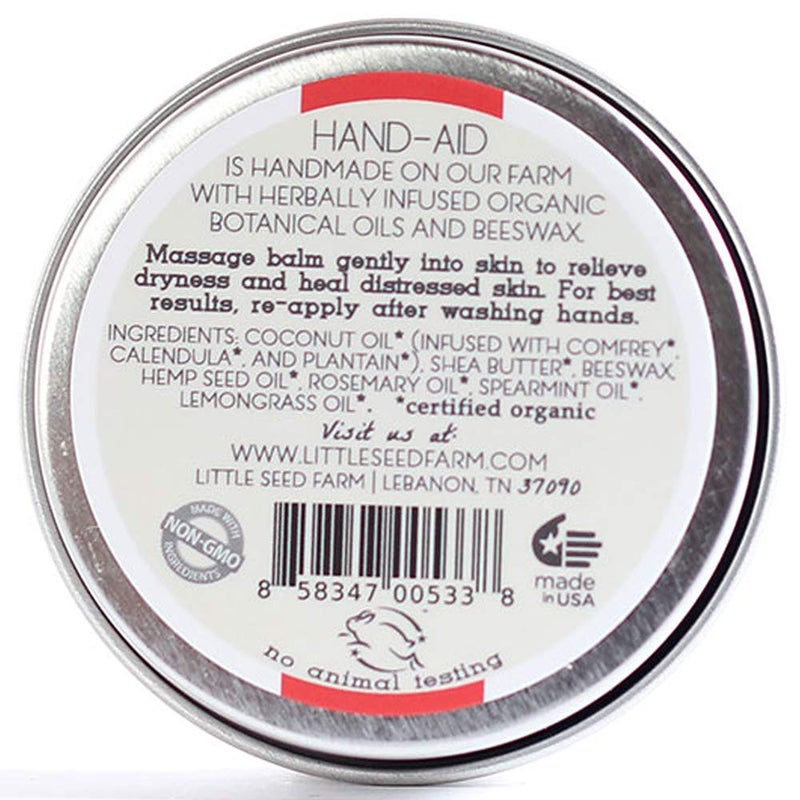 HAND-AID
IS HANDMADE ON OUR FARM
WITH HERBALLY INFUSED ORGANIC
BOTANICAL OILS AND BEESWAX.
Massage balm gently into skin to relieve
dryness and heal distressed skin. For best
results, re-apply after washing hands.
INGREDIENTS: COCONUT OIL* (INFUSED WITH COMFREY*,
CALENDULA*, AND PLANTAIN*), SHEA BUTTER*, BEESWAX,
HEMP SEED OIL*, ROSEMARY OIL*, SPEARMINT OIL*,
LEMONGRASS OIL*. *certified organic
Visit us at:
WWW.LITTLESEEDFARM.COM
LITTLE SEED FARM | LEBANON, TN 37090
MADE WITH
NON-GMO
INGREDIENTS
8 58347 00533 8
made
in USA
no animal testing